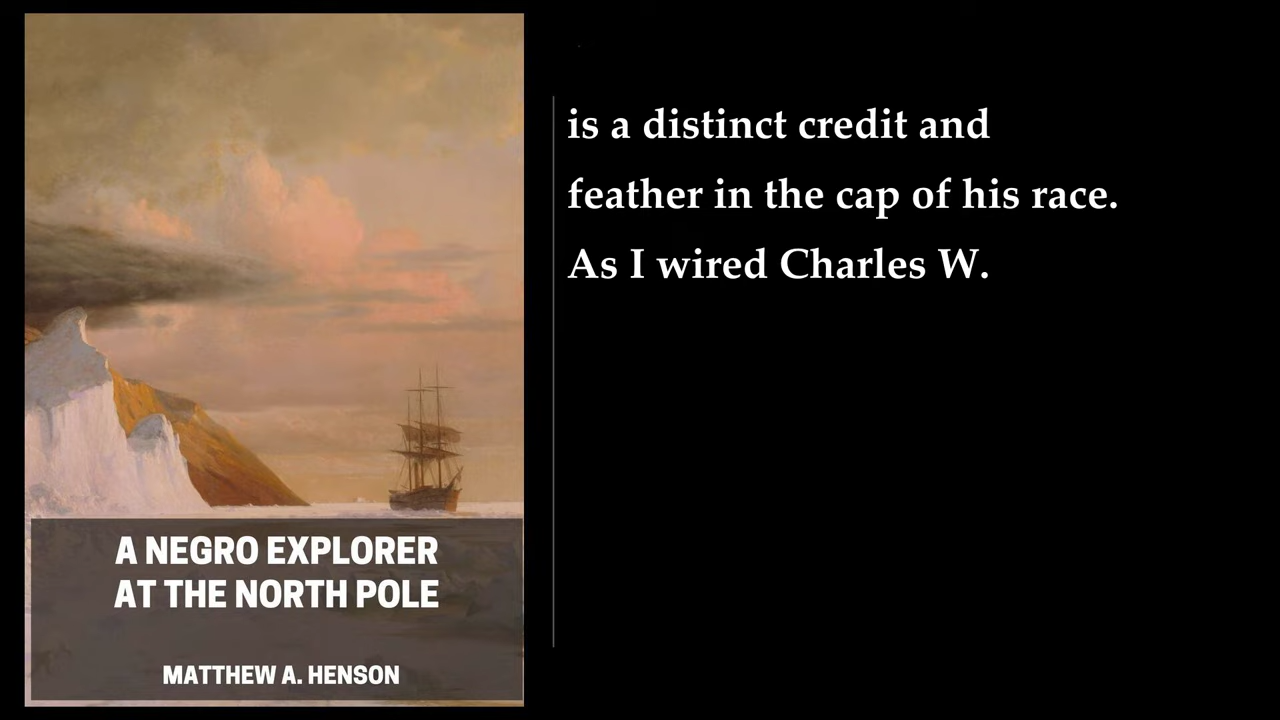 A NEGRO EXPLORER
AT THE NORTH POLE
MATTHEW A. HENSON
is a distinct credit and
feather in the cap of his race.
As I wired Charles W.